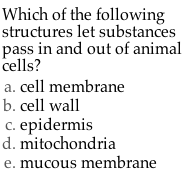 Which of the following
structures let substances
pass in and out of animal
cells?
a. cell membrane
b. cell wall
c. epidermis
d. mitochondria
e. mucous membrane